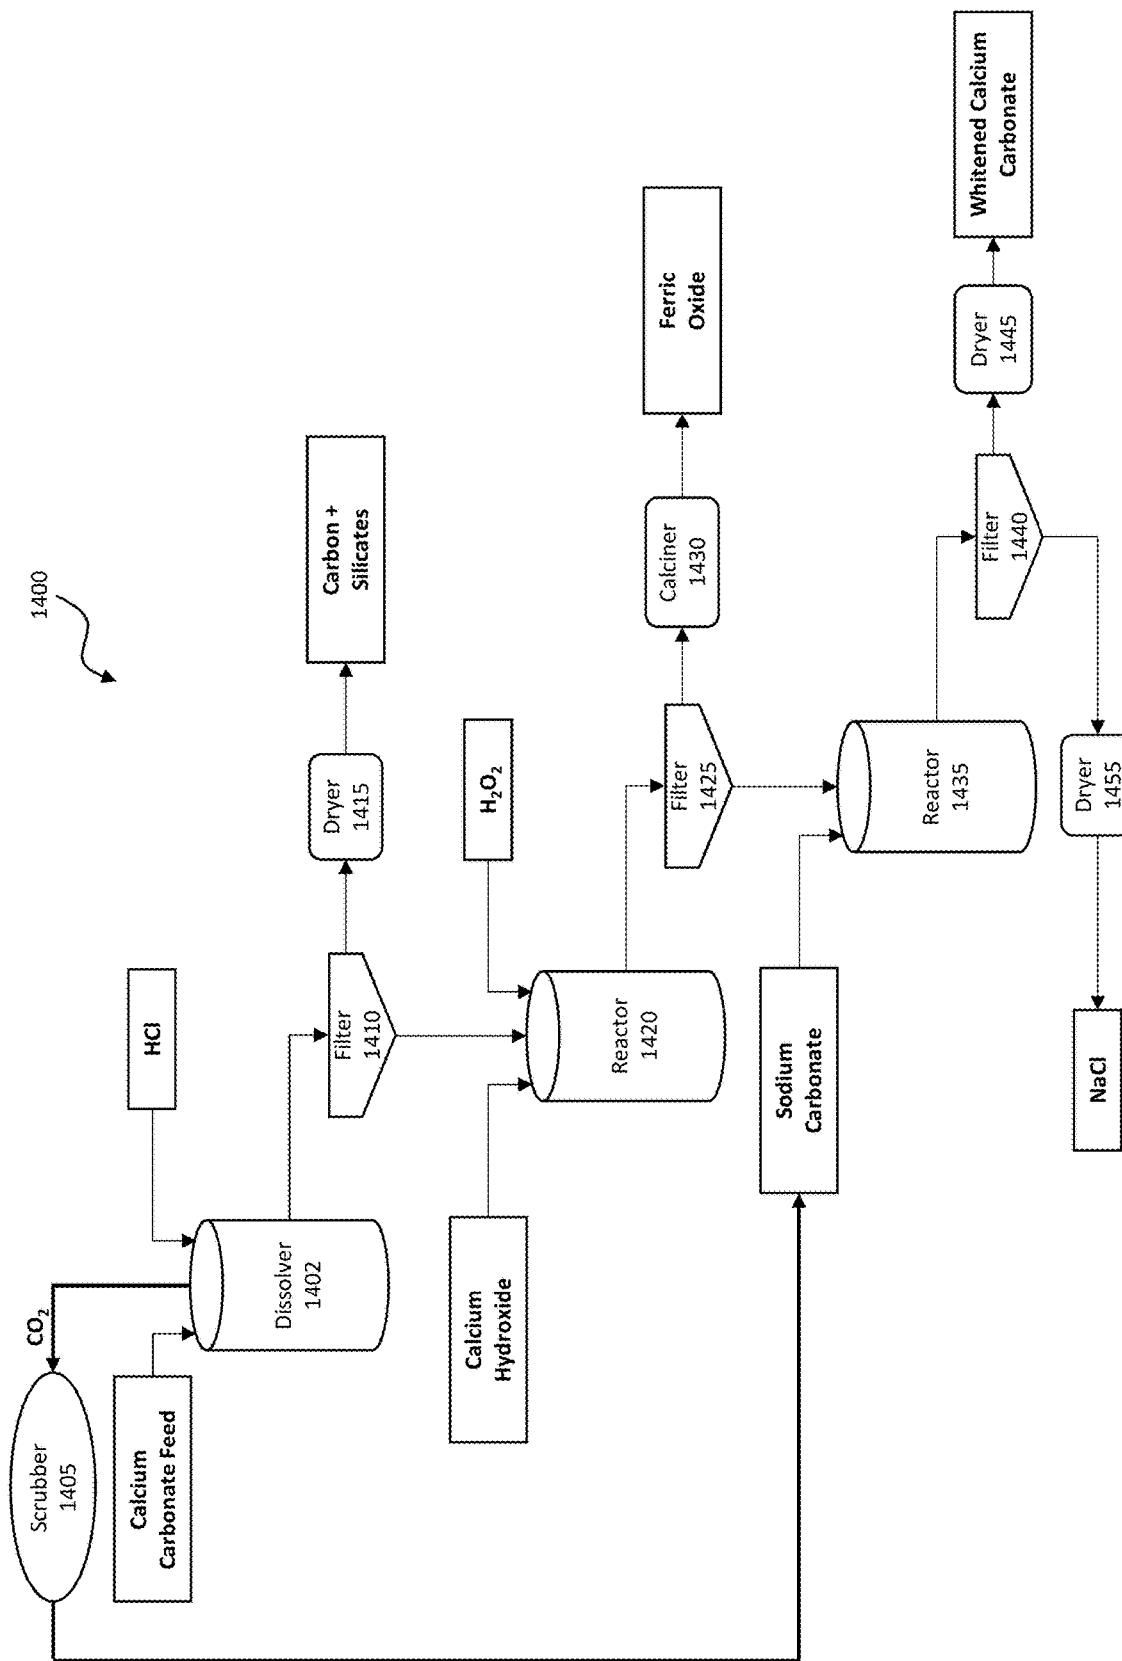 1400
Scrubber
1405
CO₂
Calcium
Carbonate Feed
HCl
Dissolver
1402
Filter
1410
Dryer
1415
Carbon +
Silicates
Calcium
Hydroxide
H₂O₂
Reactor
1420
Filter
1425
Calciner
1430
Ferric
Oxide
Sodium
Carbonate
Reactor
1435
Filter
1440
Dryer
1445
Whitened Calcium
Carbonate
Dryer
1455
NaCl